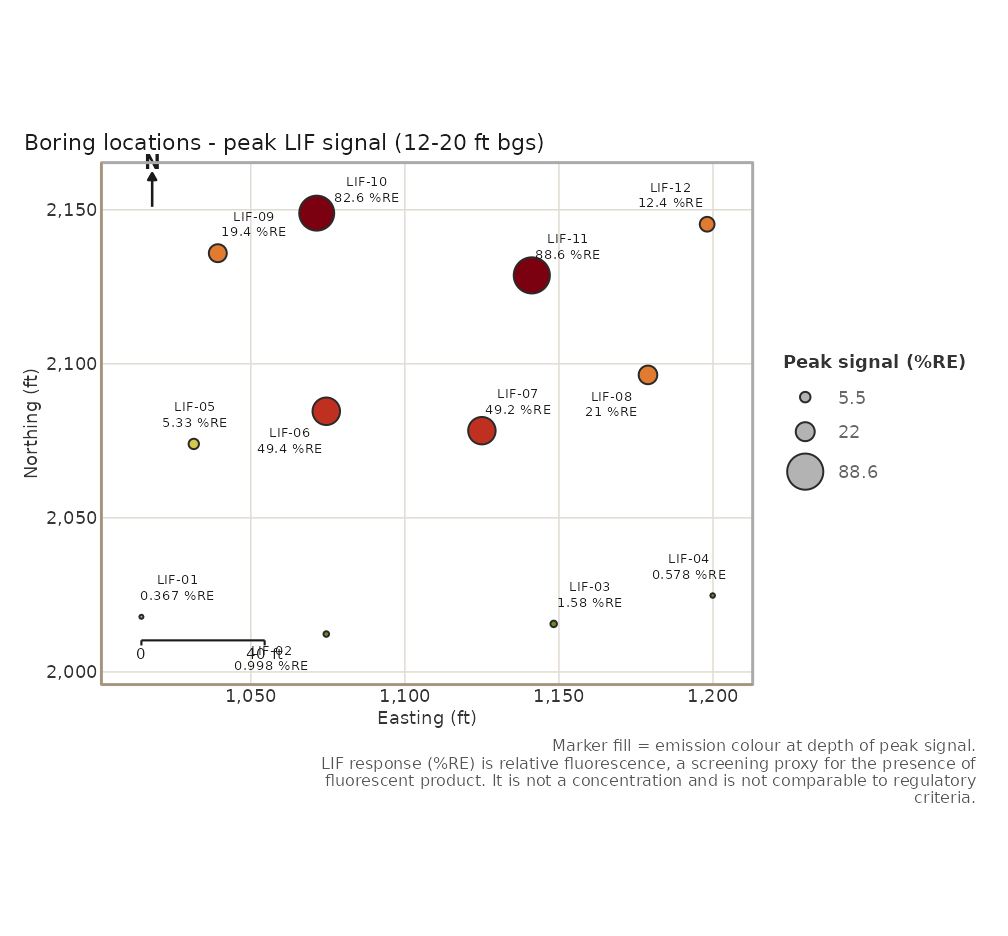 Boring locations - peak LIF signal (12-20 ft bgs)
N
LIF-10
82.6 %RE
LIF-12
12.4 %RE
LIF-09
19.4 %RE
LIF-11
88.6 %RE
LIF-07
49.2 %RE
LIF-08
21 %RE
LIF-05
5.33 %RE
LIF-06
49.4 %RE
LIF-04
0.578 %RE
LIF-01
0.367 %RE
LIF-03
1.58 %RE
LIF-02
0.998 %RE
0 40 ft
2,150
2,100
2,050
2,000
Northing (ft)
1,050 1,100 1,150 1,200
Easting (ft)
Peak signal (%RE)
5.5
22
88.6
Marker fill = emission colour at depth of peak signal.
LIF response (%RE) is relative fluorescence, a screening proxy for the presence of
fluorescent product. It is not a concentration and is not comparable to regulatory
criteria.